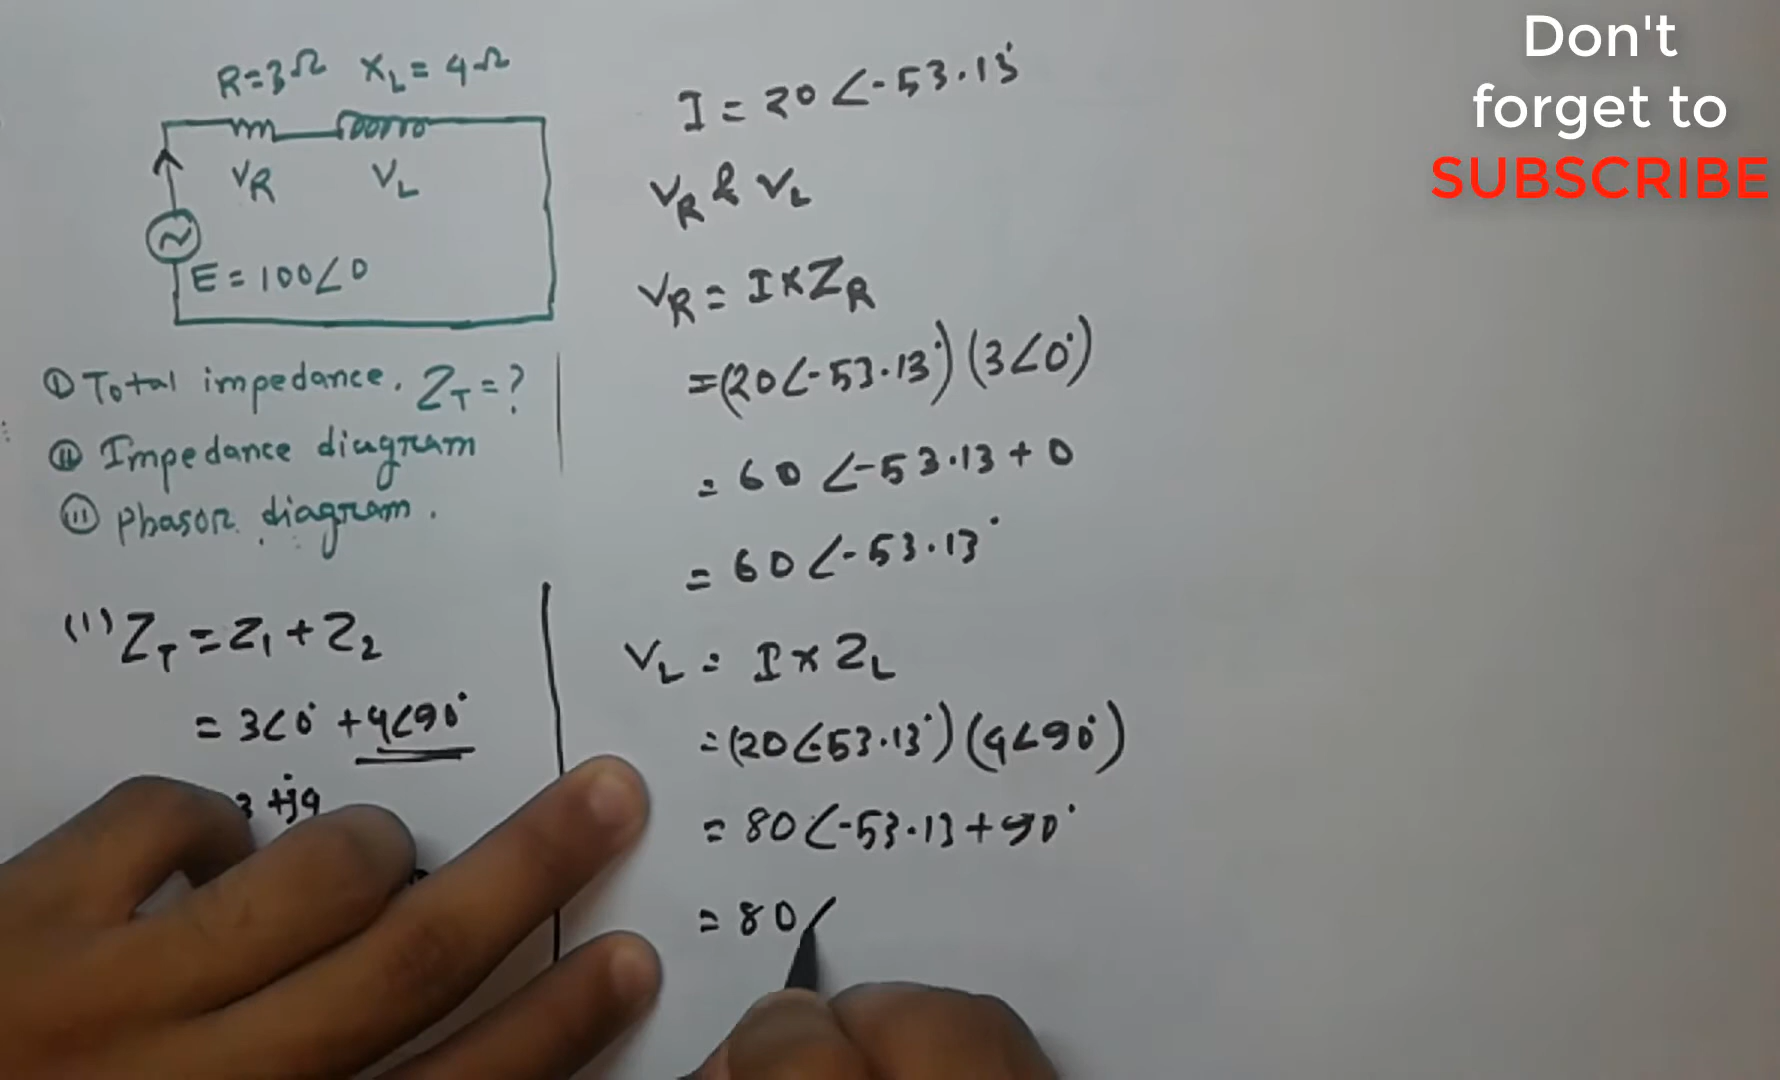 R=3Ω X_L=4Ω
V_R V_L
E=100∠0
① Total impedance. Z_T=?
② Impedance diagram
③ Phasor diagram.
(1) Z_T=Z_1+Z_2
=3∠0°+4∠90°
3+j4
I=20∠-53.13°
V_R & V_L
V_R=I×Z_R
=(20∠-53.13°)(3∠0°)
=60∠-53.13+0
=60∠-53.13°
V_L=I×Z_L
=(20∠-53.13°)(4∠90°)
=80∠-53.13+90°
=80
Don't
forget to
SUBSCRIBE